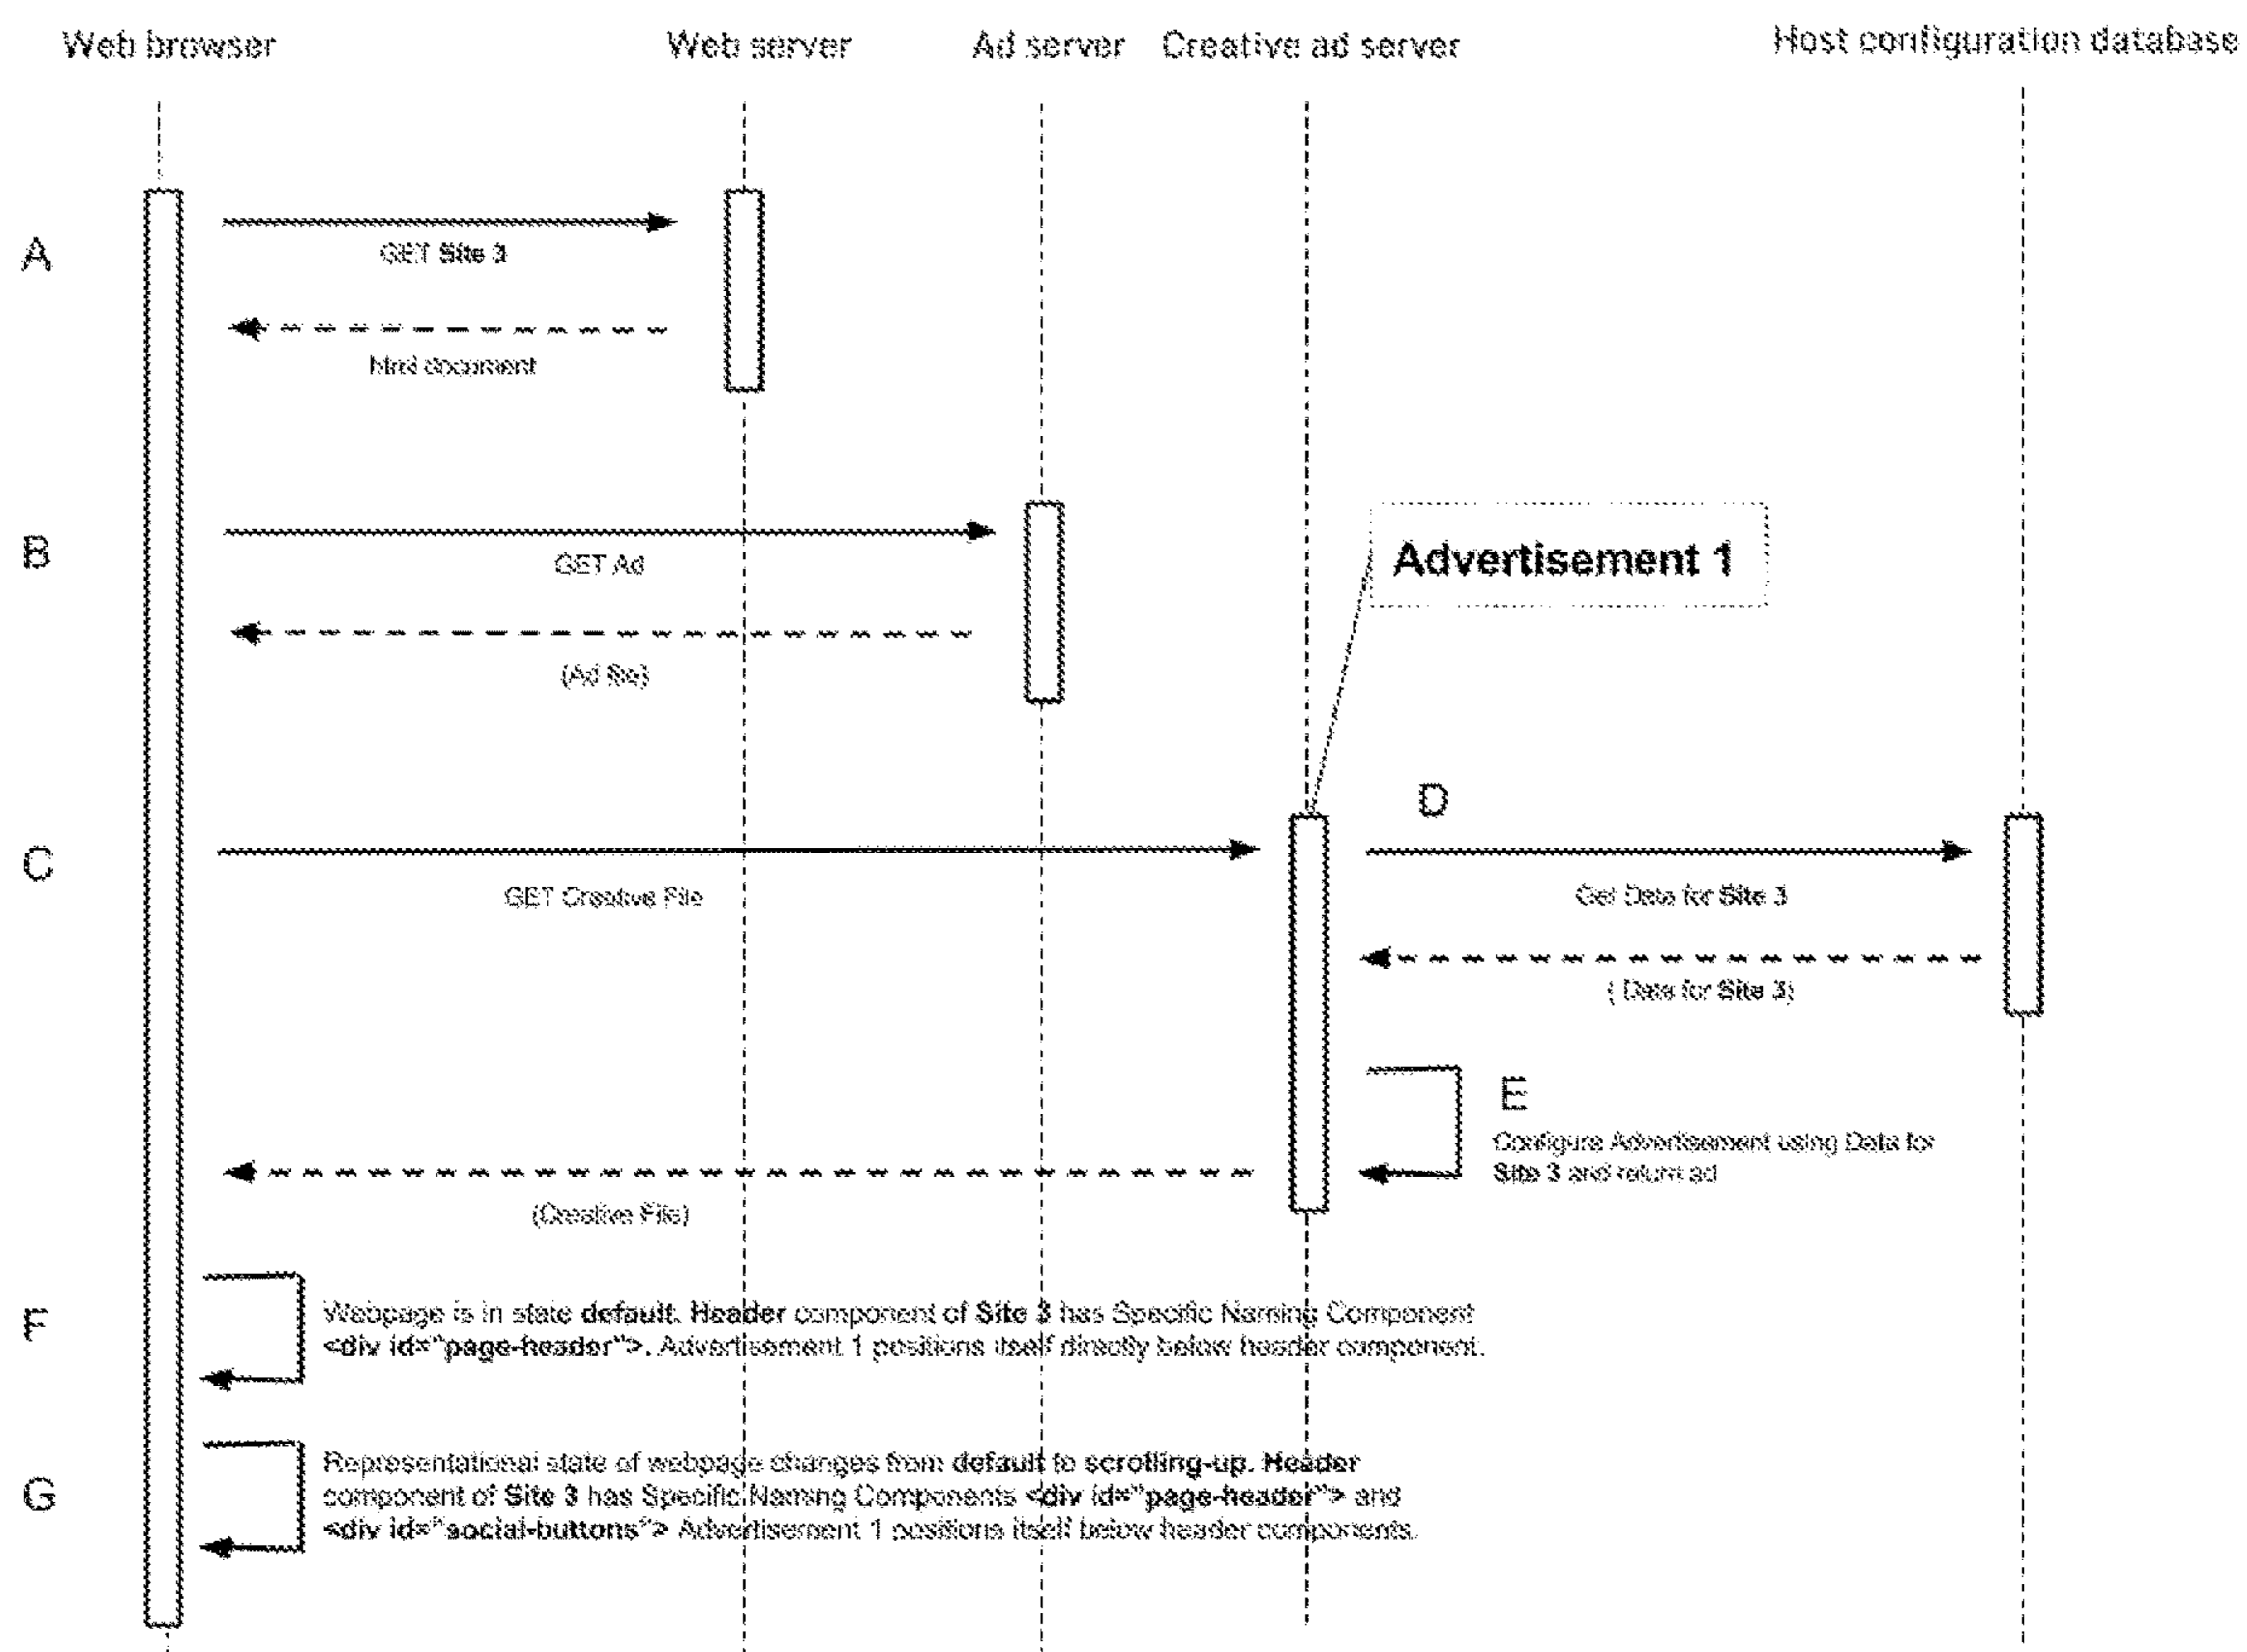 Web browser
Web server
Ad server
Creative ad server
Host configuration database
A
GET Site 3
html document
B
GET Ad
Advertisement 1
(Ad file)
D
C
GET Creative File
Get Data for Site 3
( Data for Site 3)
E
Configure Advertisement using Data for
Site 3 and return ad
(Creative File)
F
Webpage is in state default. Header component of Site 3 has Specific Naming Component
<div id="page-header">. Advertisement 1 positions itself directly below header component.
G
Representational state of webpage changes from default to scrolling-up. Header
component of Site 3 has Specific Naming Components <div id="page-header"> and
<div id="social-buttons"> Advertisement 1 positions itself below header components.